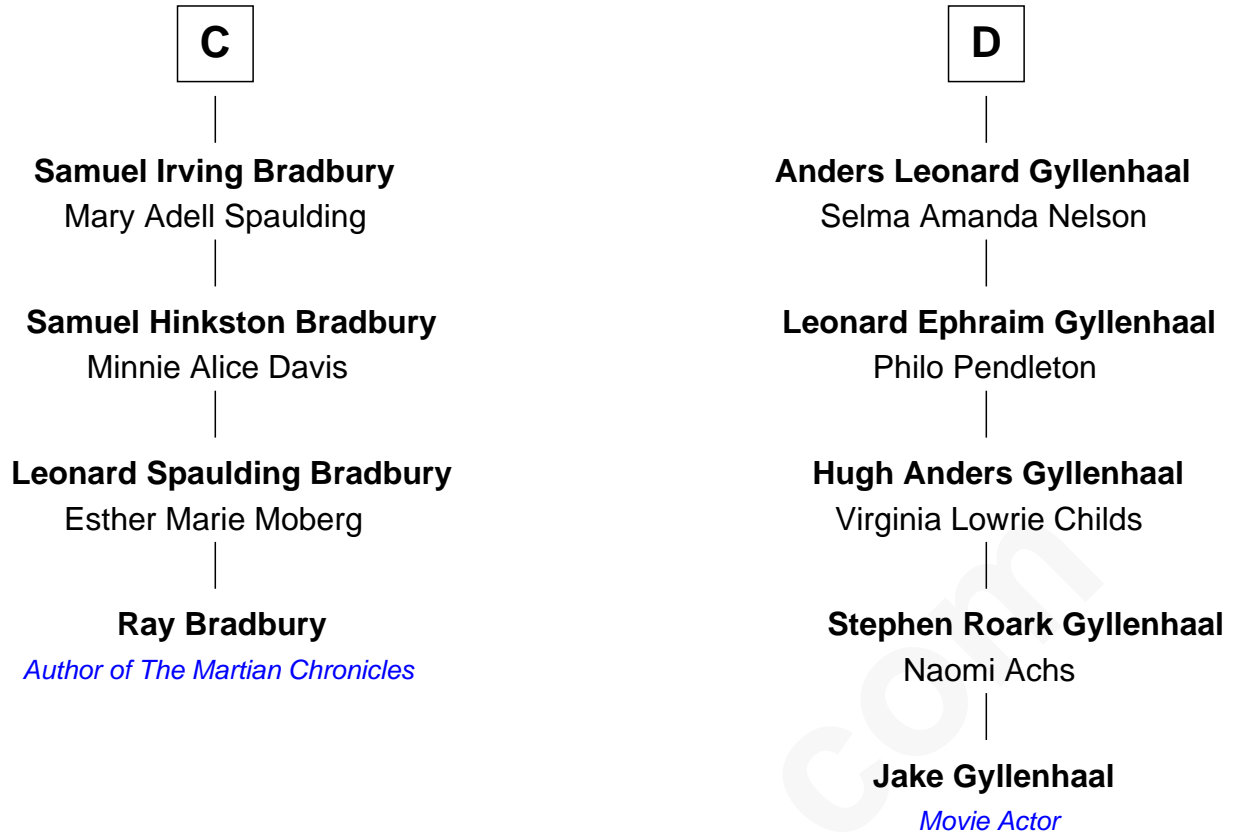 C
Samuel Irving Bradbury
Mary Adell Spaulding
Samuel Hinkston Bradbury
Minnie Alice Davis
Leonard Spaulding Bradbury
Esther Marie Moberg
Ray Bradbury
Author of The Martian Chronicles
D
Anders Leonard Gyllenhaal
Selma Amanda Nelson
Leonard Ephraim Gyllenhaal
Philo Pendleton
Hugh Anders Gyllenhaal
Virginia Lowrie Childs
Stephen Roark Gyllenhaal
Naomi Achs
Jake Gyllenhaal
Movie Actor
com